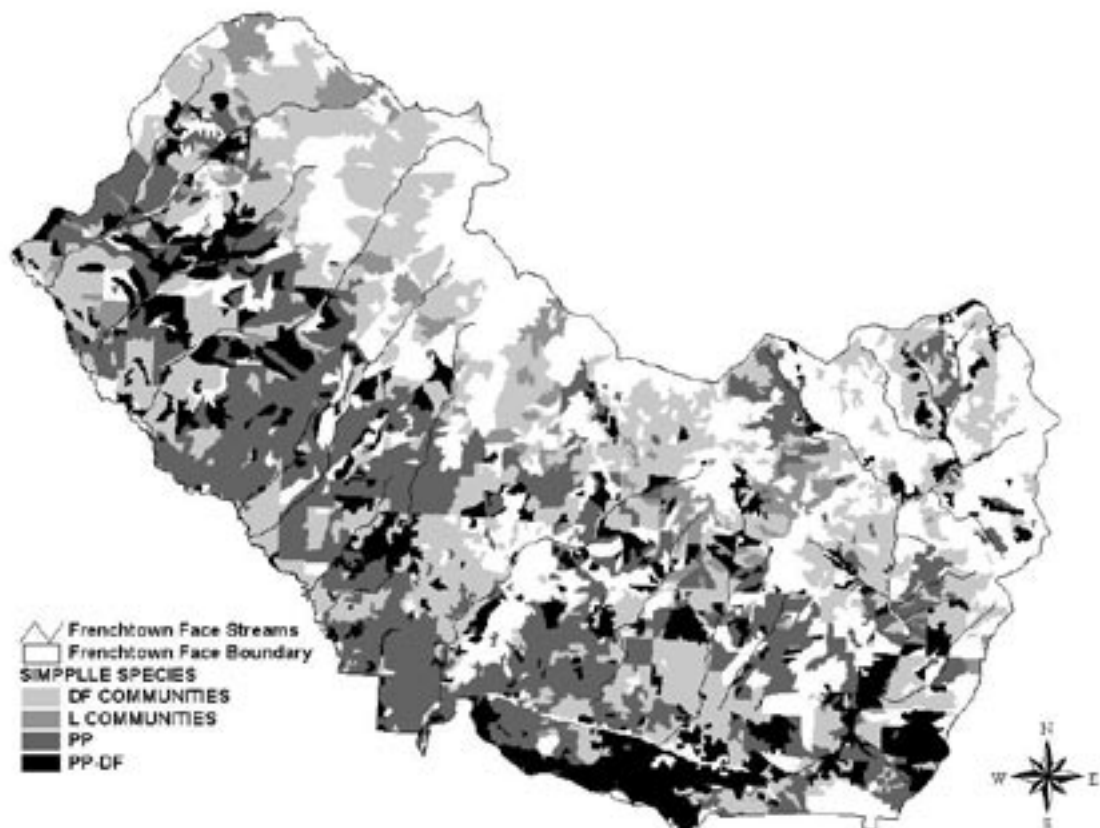 Frenchtown Face Streams
Frenchtown Face Boundary
SIMPPLLE SPECIES
DF COMMUNITIES
L COMMUNITIES
PP
PP-DF
N
W E
S